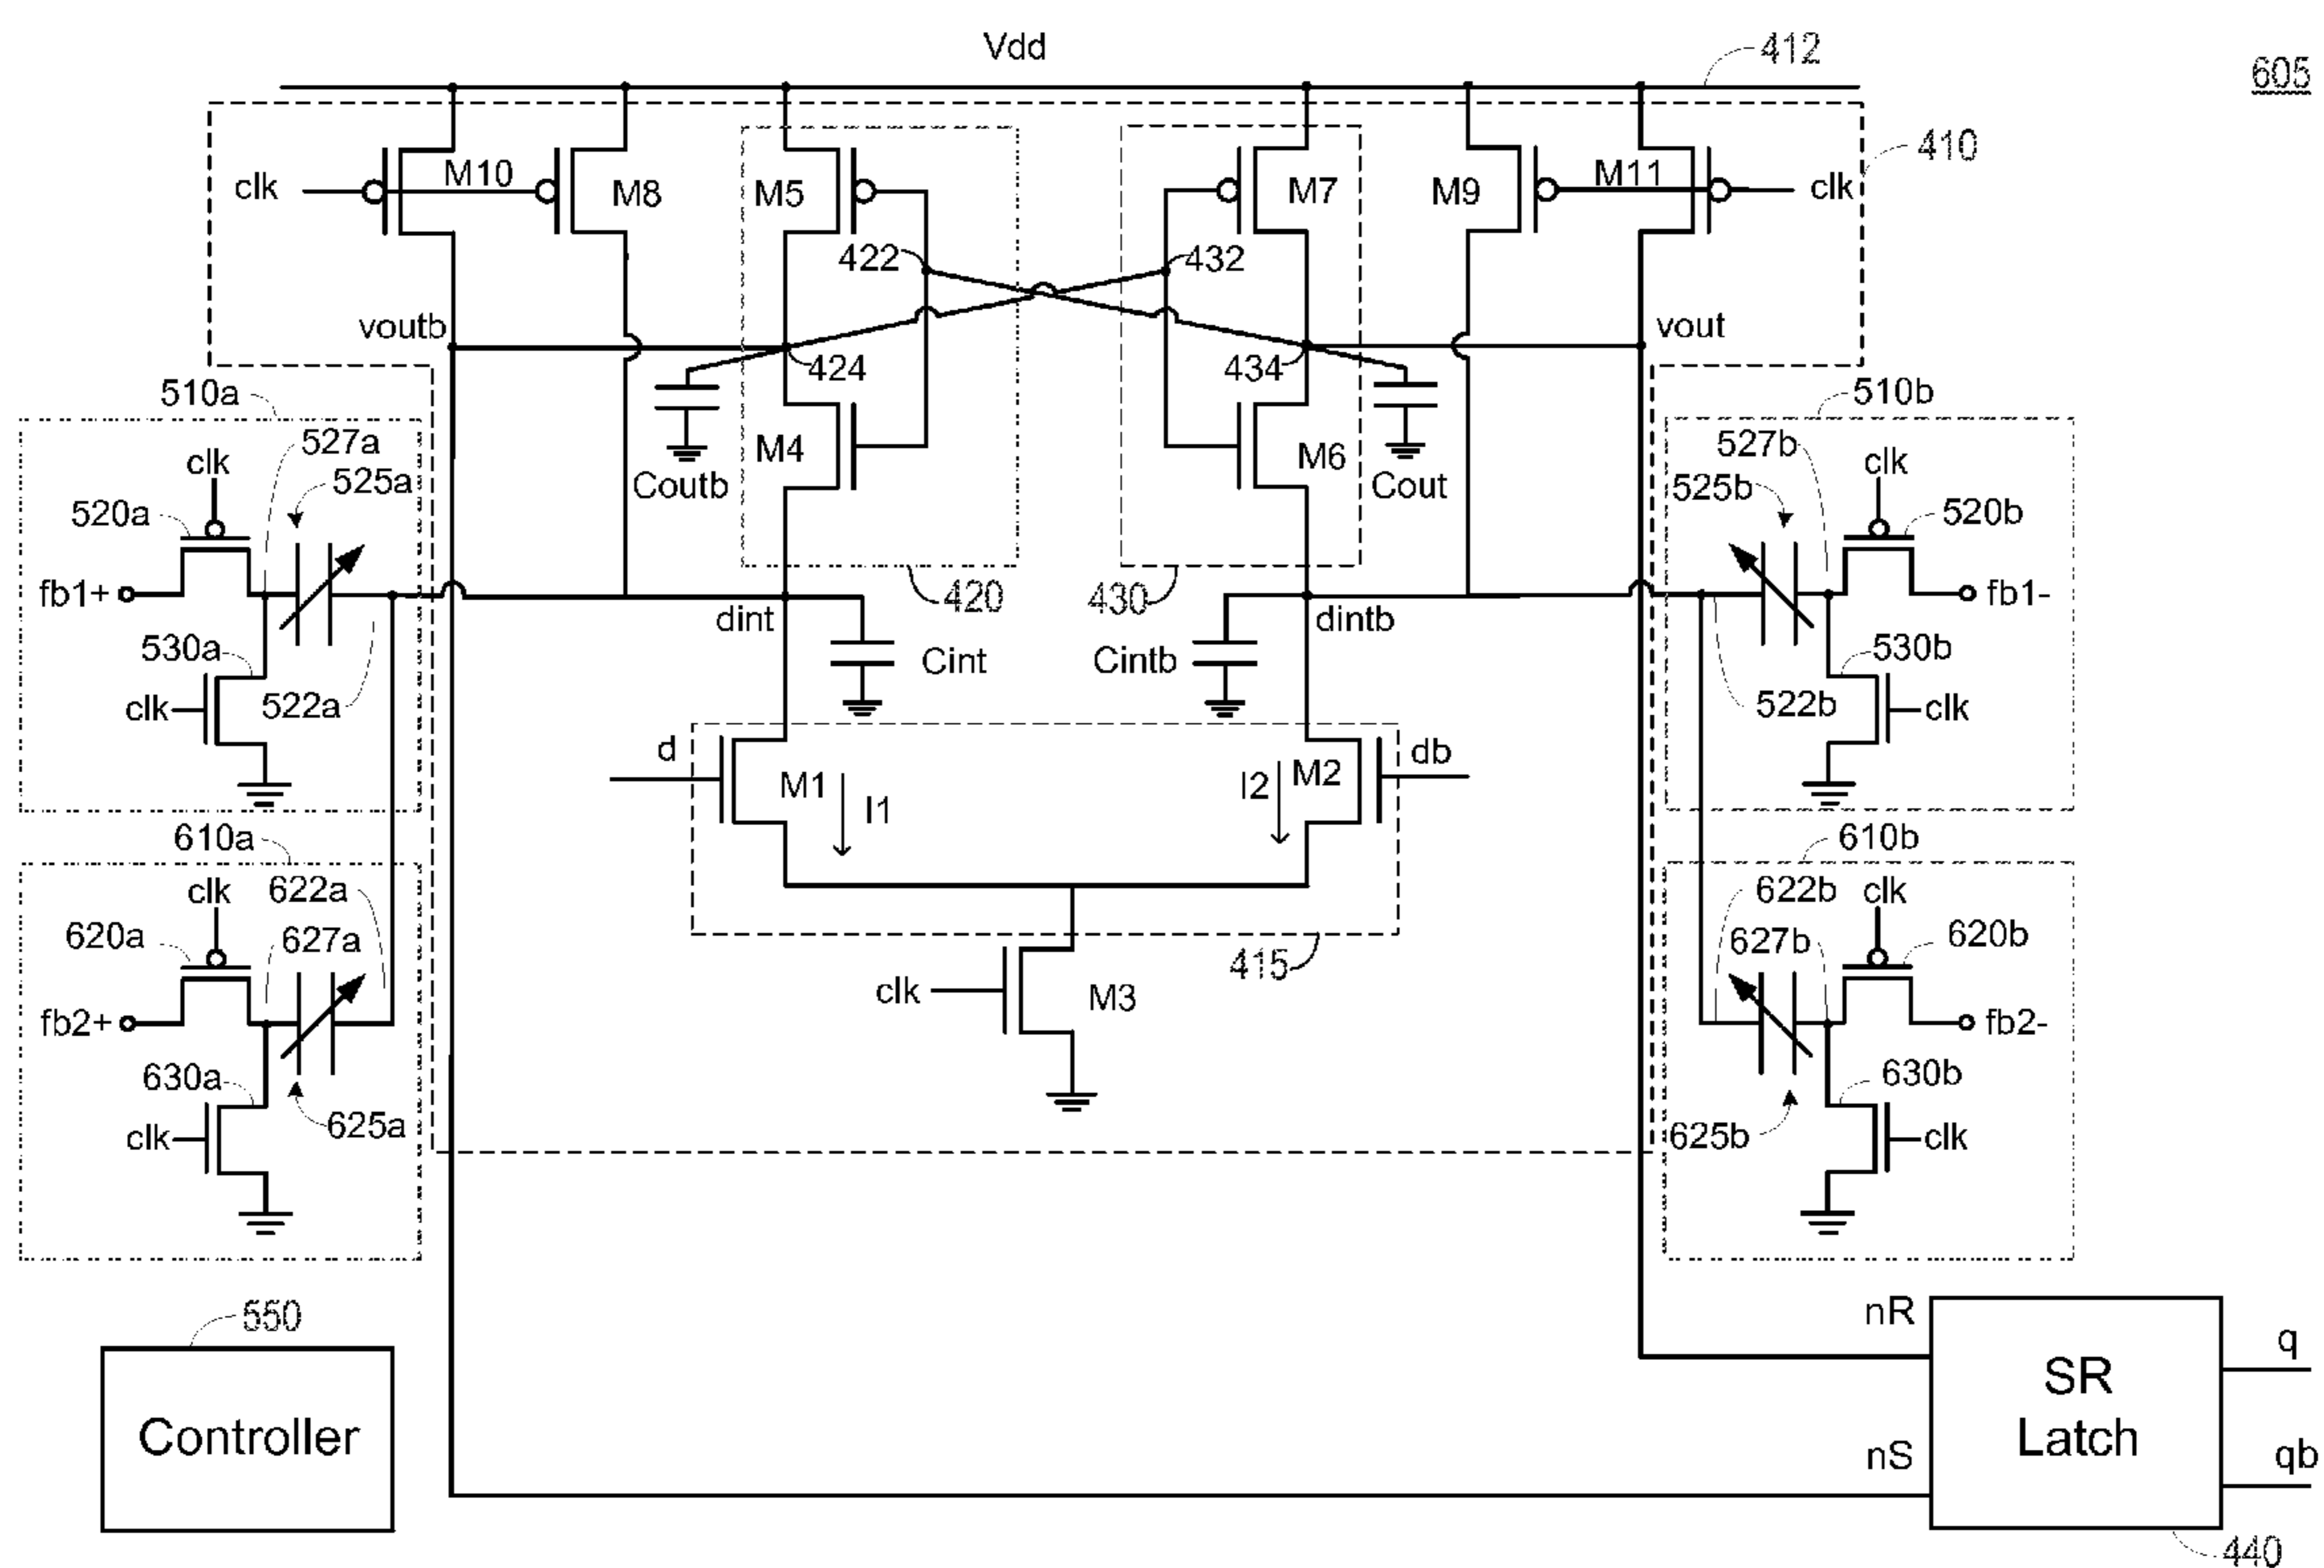 Vdd
412
605
410
clk
M10
M8
M5
M7
M9
M11
clk
422
432
voutb
vout
424
434
510a
510b
527a
clk
525a
520a
M4
M6
Coutb
Cout
527b
clk
525b
520b
fb1+
fb1-
420
430
dint
dintb
530a
Cint
Cintb
530b
clk
522a
522b
clk
d
db
M1
I1
I2
M2
610a
610b
clk
622a
622b
clk
620a
627a
627b
620b
415
clk
M3
fb2+
fb2-
630a
630b
clk
625a
625b
clk
550
nR
q
Controller
SR
Latch
nS
qb
440